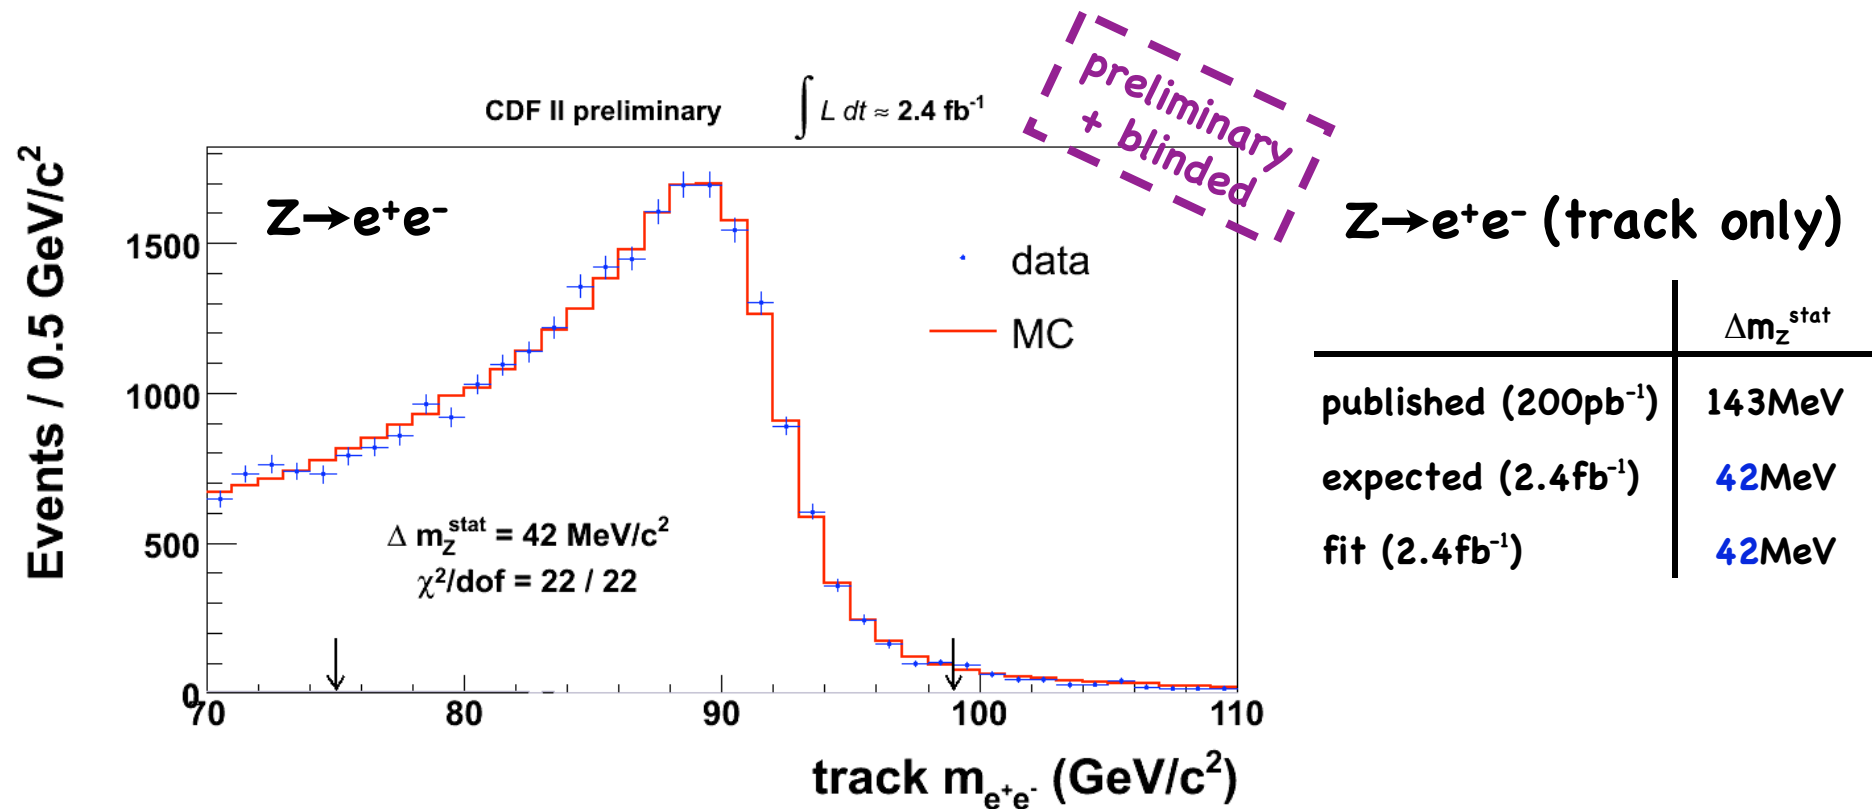 CDF II preliminary ∫ L dt ≈ 2.4 fb⁻¹
preliminary
+ blinded
Events / 0.5 GeV/c²
Z→e⁺e⁻
data
MC
1500
1000
500
0
Δ m_Z^stat = 42 MeV/c²
χ²/dof = 22 / 22
70 80 90 100 110
track m_e⁺e⁻ (GeV/c²)
Z→e⁺e⁻ (track only)
Δm_Z^stat
published (200pb⁻¹) 143MeV
expected (2.4fb⁻¹) 42MeV
fit (2.4fb⁻¹) 42MeV